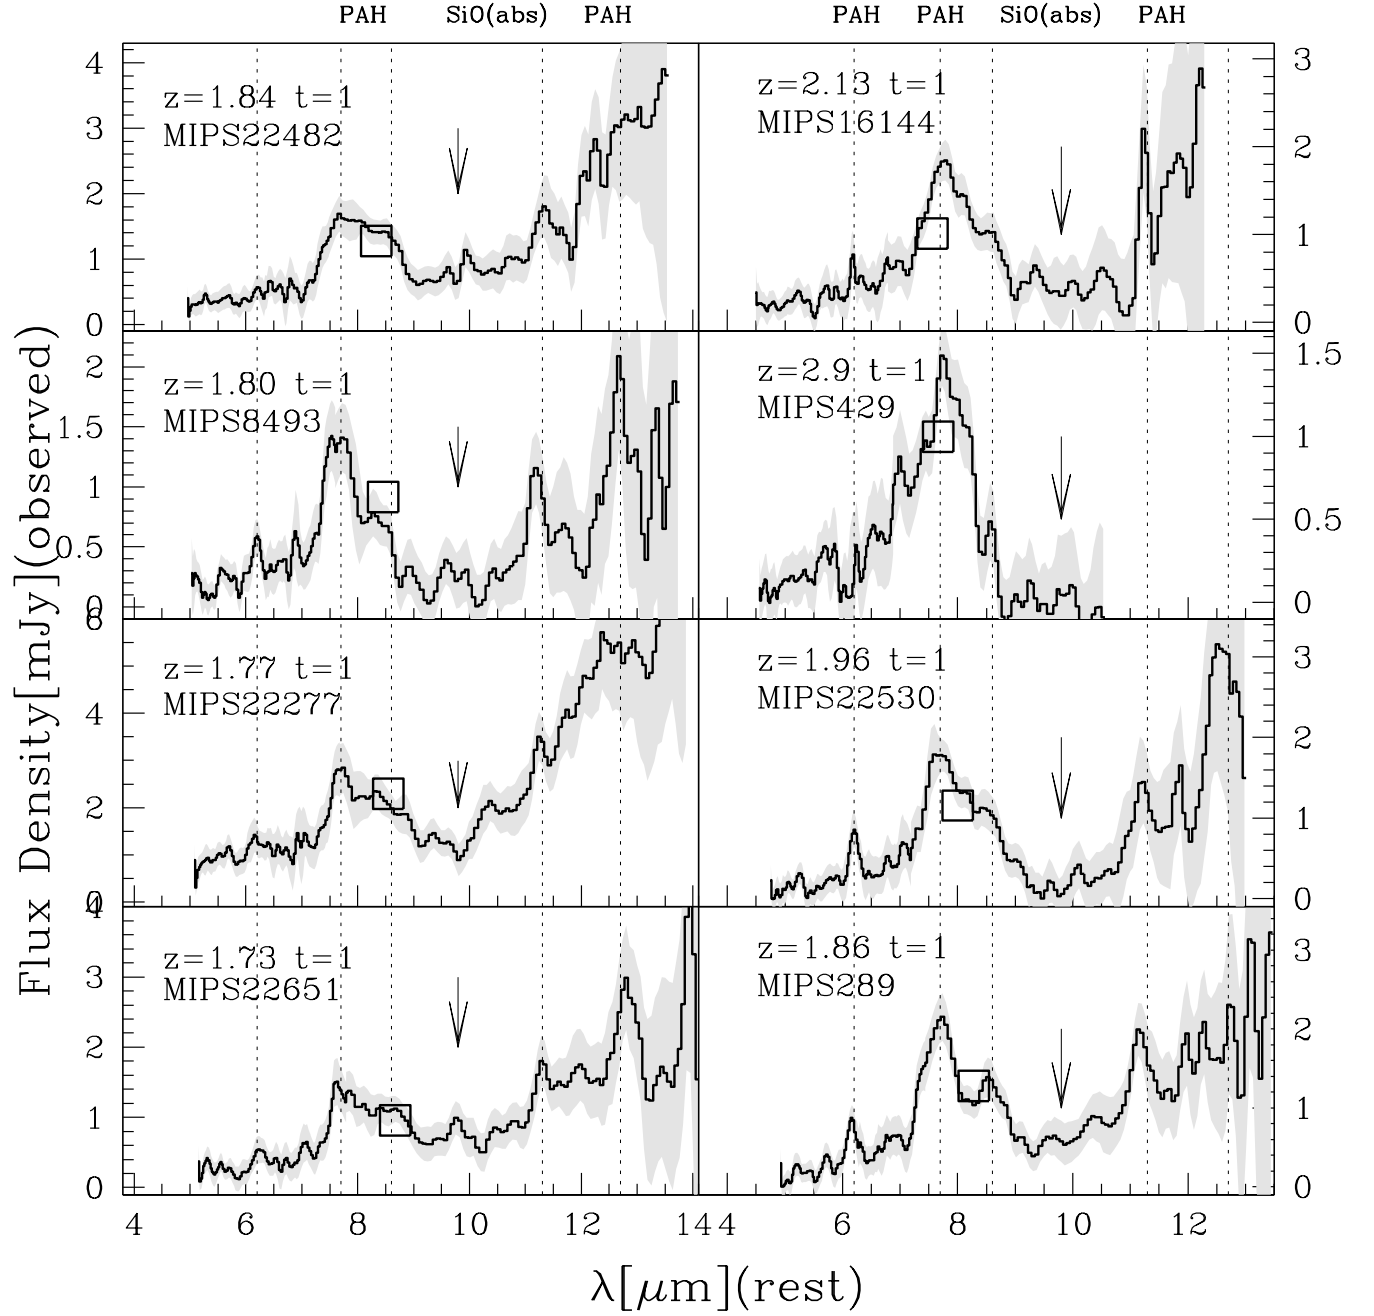 PAH SiO(abs) PAH PAH PAH SiO(abs) PAH
z=1.84 t=1
MIPS22482
4
3
2
1
0
z=2.13 t=1
MIPS16144
3
2
1
0
z=1.80 t=1
MIPS8493
2
1.5
1
0.5
0
z=2.9 t=1
MIPS429
1.5
1
0.5
0
z=1.77 t=1
MIPS22277
6
4
2
0
z=1.96 t=1
MIPS22530
3
2
1
0
z=1.73 t=1
MIPS22651
4
3
2
1
0
z=1.86 t=1
MIPS289
3
2
1
0
4 6 8 10 12 14 4 6 8 10 12
Flux Density[mJy](observed)
λ[μm](rest)